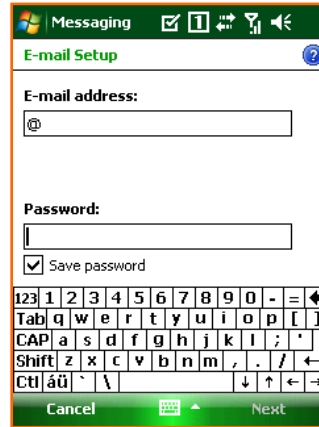 Messaging
E-mail Setup
E-mail address:
@
Password:
Save password
123 1 2 3 4 5 6 7 8 9 0 - =
Tab q w e r t y u i o p [ ]
CAP a s d f g h j k l ; '
Shift z x c v b n m , . /
Ctl áü ` \
Cancel Next